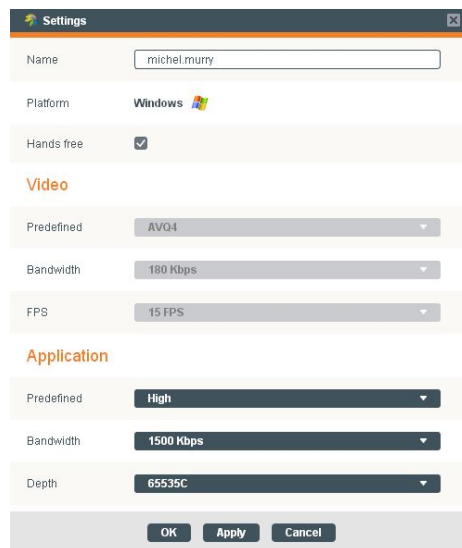 Settings
Name michel.murry
Platform Windows
Hands free
Video
Predefined AVQ4
Bandwidth 180 Kbps
FPS 15 FPS
Application
Predefined High
Bandwidth 1500 Kbps
Depth 65535C
OK Apply Cancel